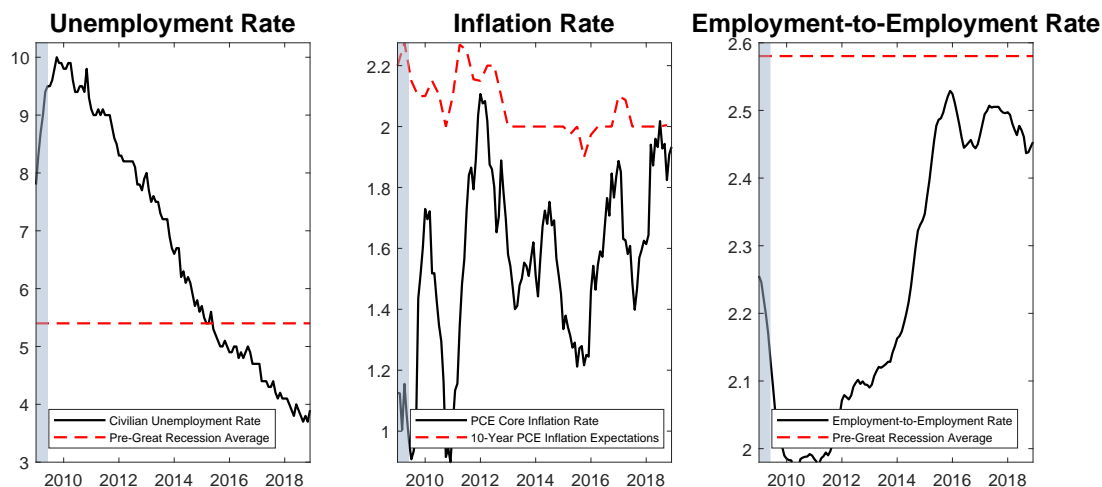 Unemployment Rate
10
9
8
7
6
5
4
3
2010 2012 2014 2016 2018
Civilian Unemployment Rate
Pre-Great Recession Average
Inflation Rate
2.2
2
1.8
1.6
1.4
1.2
1
2010 2012 2014 2016 2018
PCE Core Inflation Rate
10-Year PCE Inflation Expectations
Employment-to-Employment Rate
2.6
2.5
2.4
2.3
2.2
2.1
2
2010 2012 2014 2016 2018
Employment-to-Employment Rate
Pre-Great Recession Average